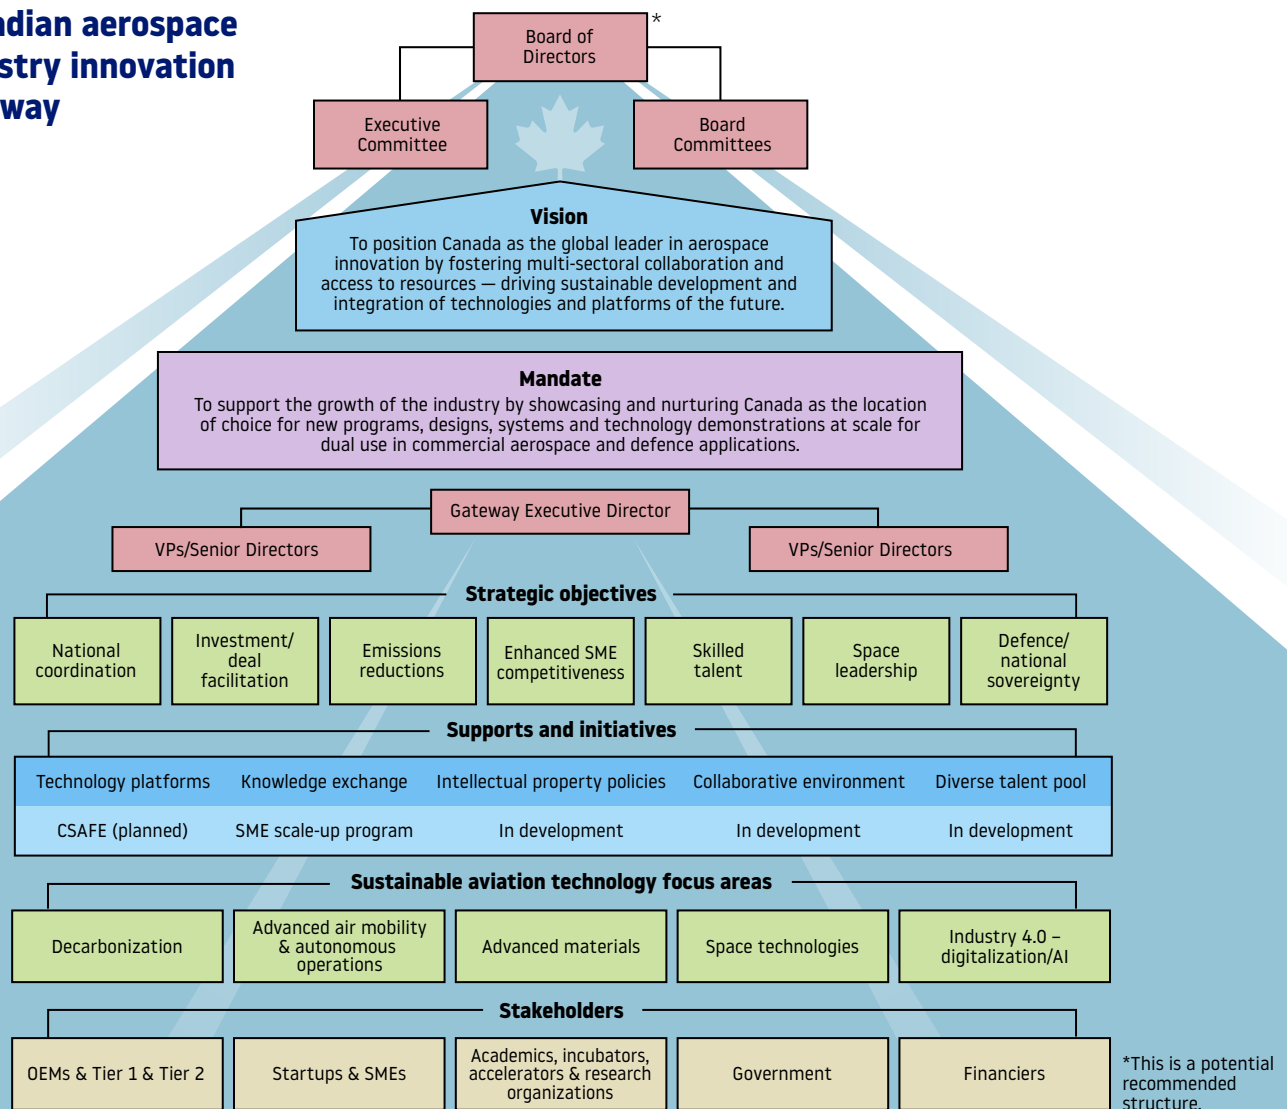 adian aerospace
stry innovation
way
Board of
Directors
*
Executive
Committee
Board
Committees
Vision
To position Canada as the global leader in aerospace
innovation by fostering multi-sectoral collaboration and
access to resources — driving sustainable development and
integration of technologies and platforms of the future.
Mandate
To support the growth of the industry by showcasing and nurturing Canada as the location
of choice for new programs, designs, systems and technology demonstrations at scale for
dual use in commercial aerospace and defence applications.
Gateway Executive Director
VPs/Senior Directors
VPs/Senior Directors
Strategic objectives
National
coordination
Investment/
deal
facilitation
Emissions
reductions
Enhanced SME
competitiveness
Skilled
talent
Space
leadership
Defence/
national
sovereignty
Supports and initiatives
Technology platforms
Knowledge exchange
Intellectual property policies
Collaborative environment
Diverse talent pool
CSAFE (planned)
SME scale-up program
In development
In development
In development
Sustainable aviation technology focus areas
Decarbonization
Advanced air mobility
& autonomous
operations
Advanced materials
Space technologies
Industry 4.0 –
digitalization/AI
Stakeholders
OEMs & Tier 1 & Tier 2
Startups & SMEs
Academics, incubators,
accelerators & research
organizations
Government
Financiers
*This is a potential
recommended
structure.